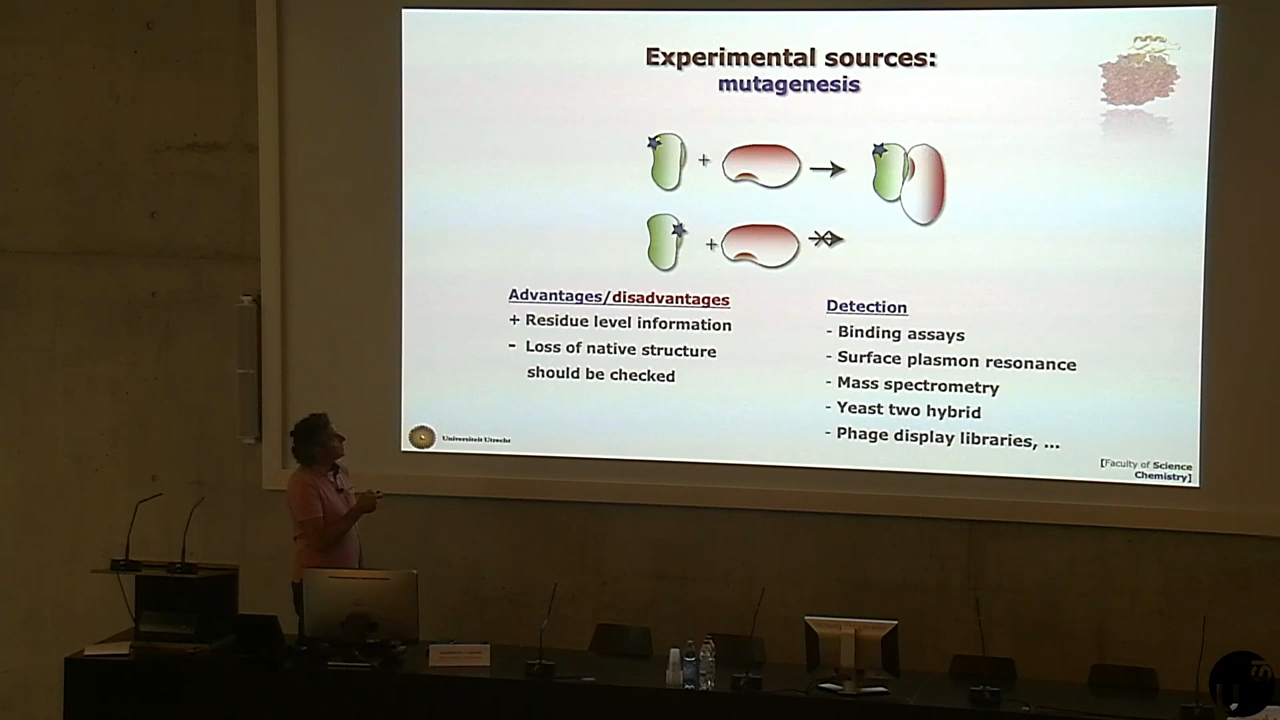 Experimental sources:
mutagenesis
+
+
Advantages/disadvantages
+ Residue level information
- Loss of native structure
should be checked
Detection
- Binding assays
- Surface plasmon resonance
- Mass spectrometry
- Yeast two hybrid
- Phage display libraries, ...
Universiteit Utrecht
[Faculty of Science
Chemistry]